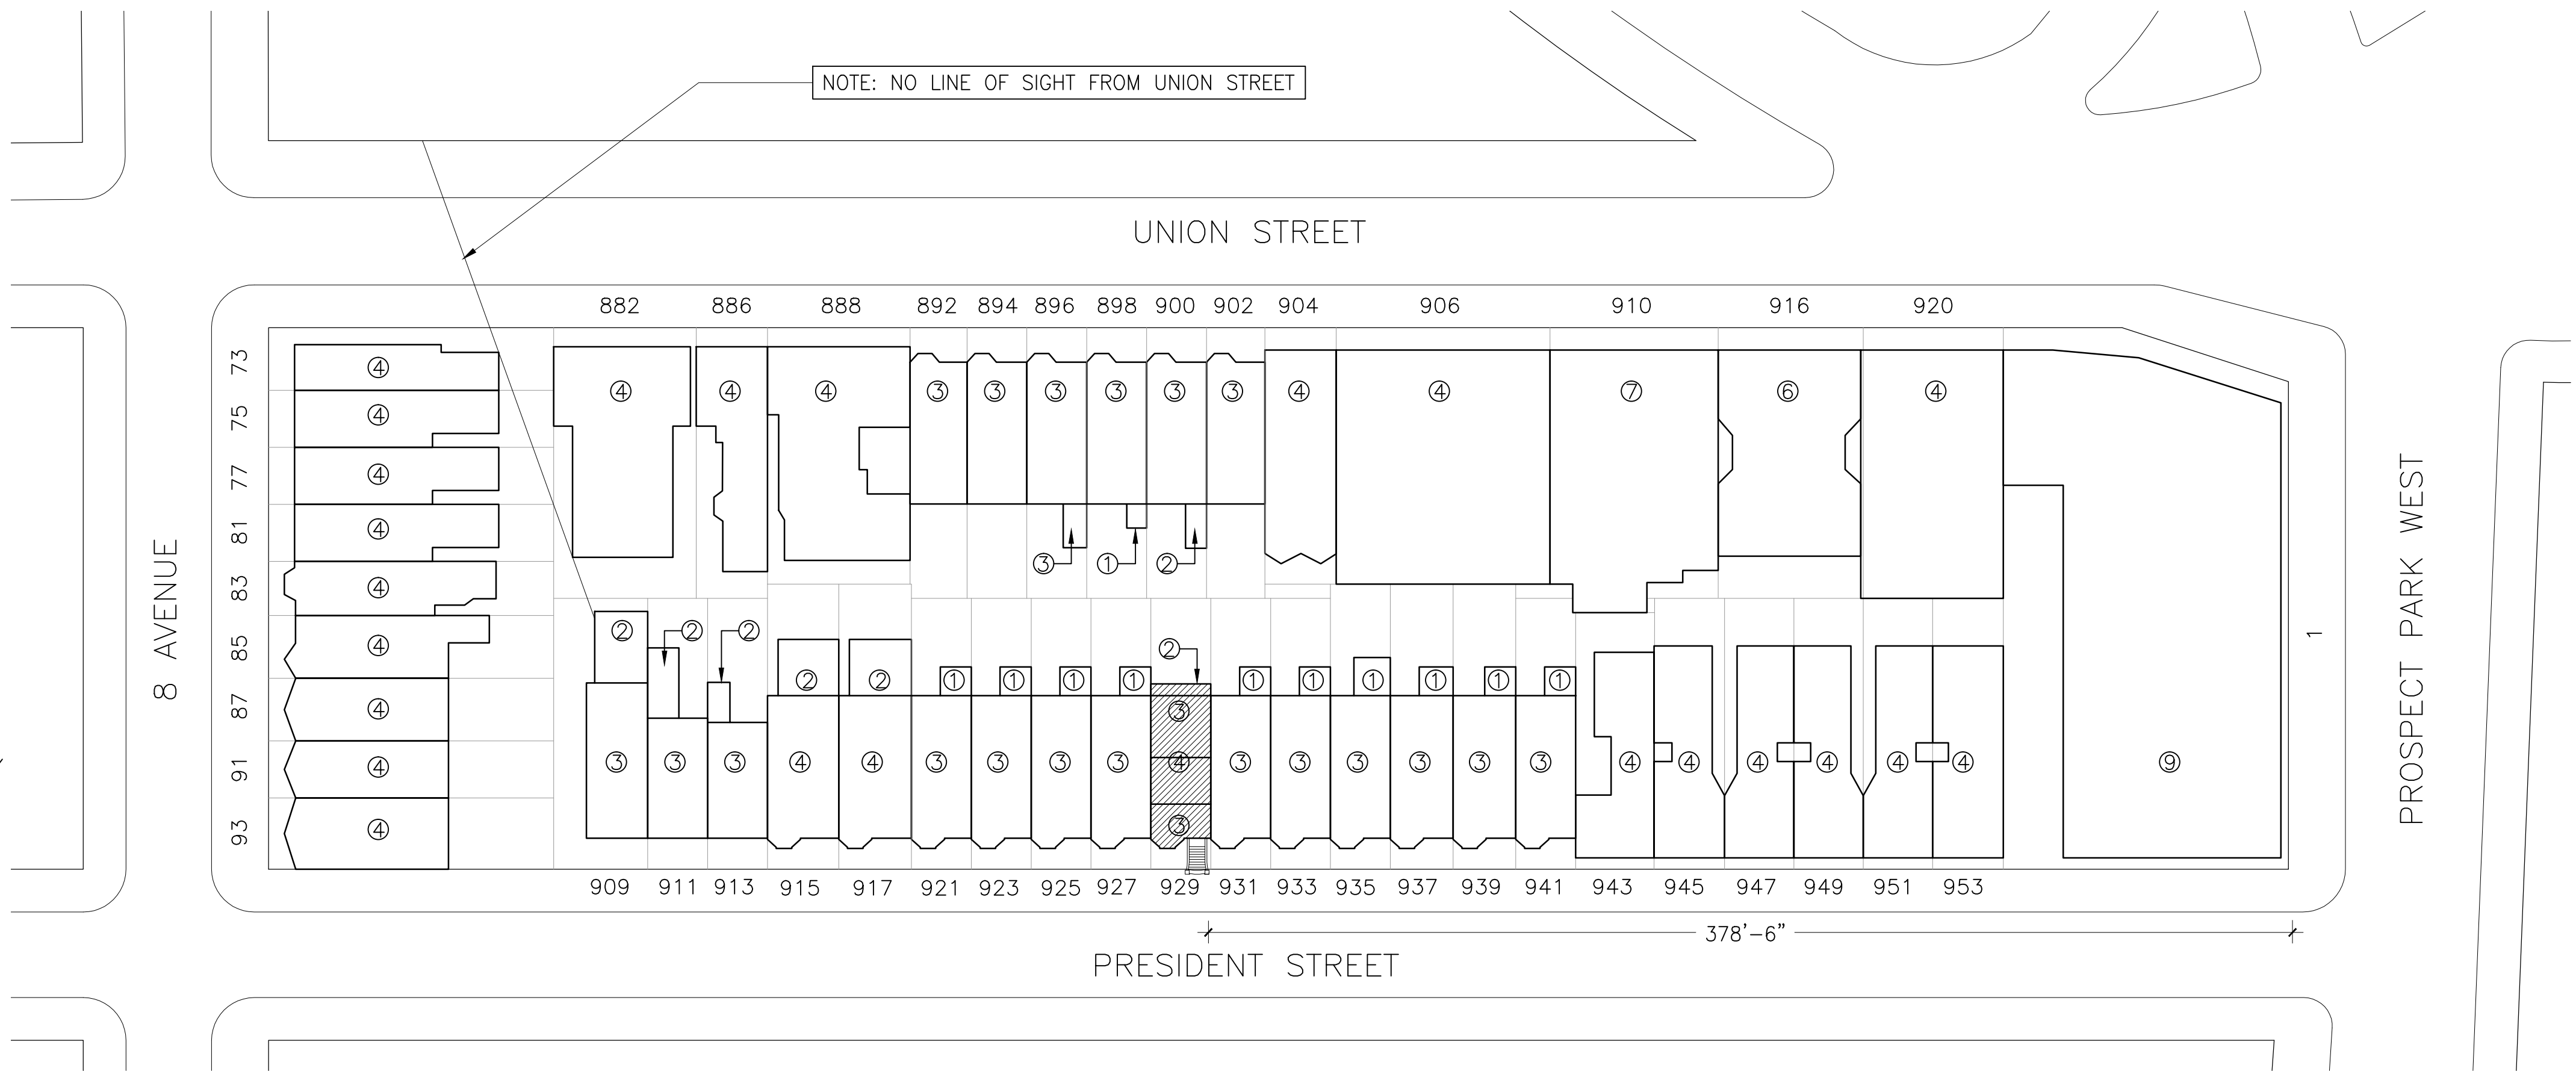 NOTE: NO LINE OF SIGHT FROM UNION STREET
UNION STREET
882 886 888 892 894 896 898 900 902 904 906 910 916 920
73
4
75
4 4 4 4 3 3 3 3 3 3 4 4 7 6 4
77
4
81
4
3 1 2
83
4
85
4
2 2 2
2
1
87
4
2 2 1 1 1 1 3 1 1 1 1 1 1
91
4
3 3 3 4 4 3 3 3 3 4 3 3 3 3 3 3 4 4 4 4 4 4 9
93
4
3
909 911 913 915 917 921 923 925 927 929 931 933 935 937 939 941 943 945 947 949 951 953
378'-6"
8 AVENUE
PROSPECT PARK WEST
PRESIDENT STREET